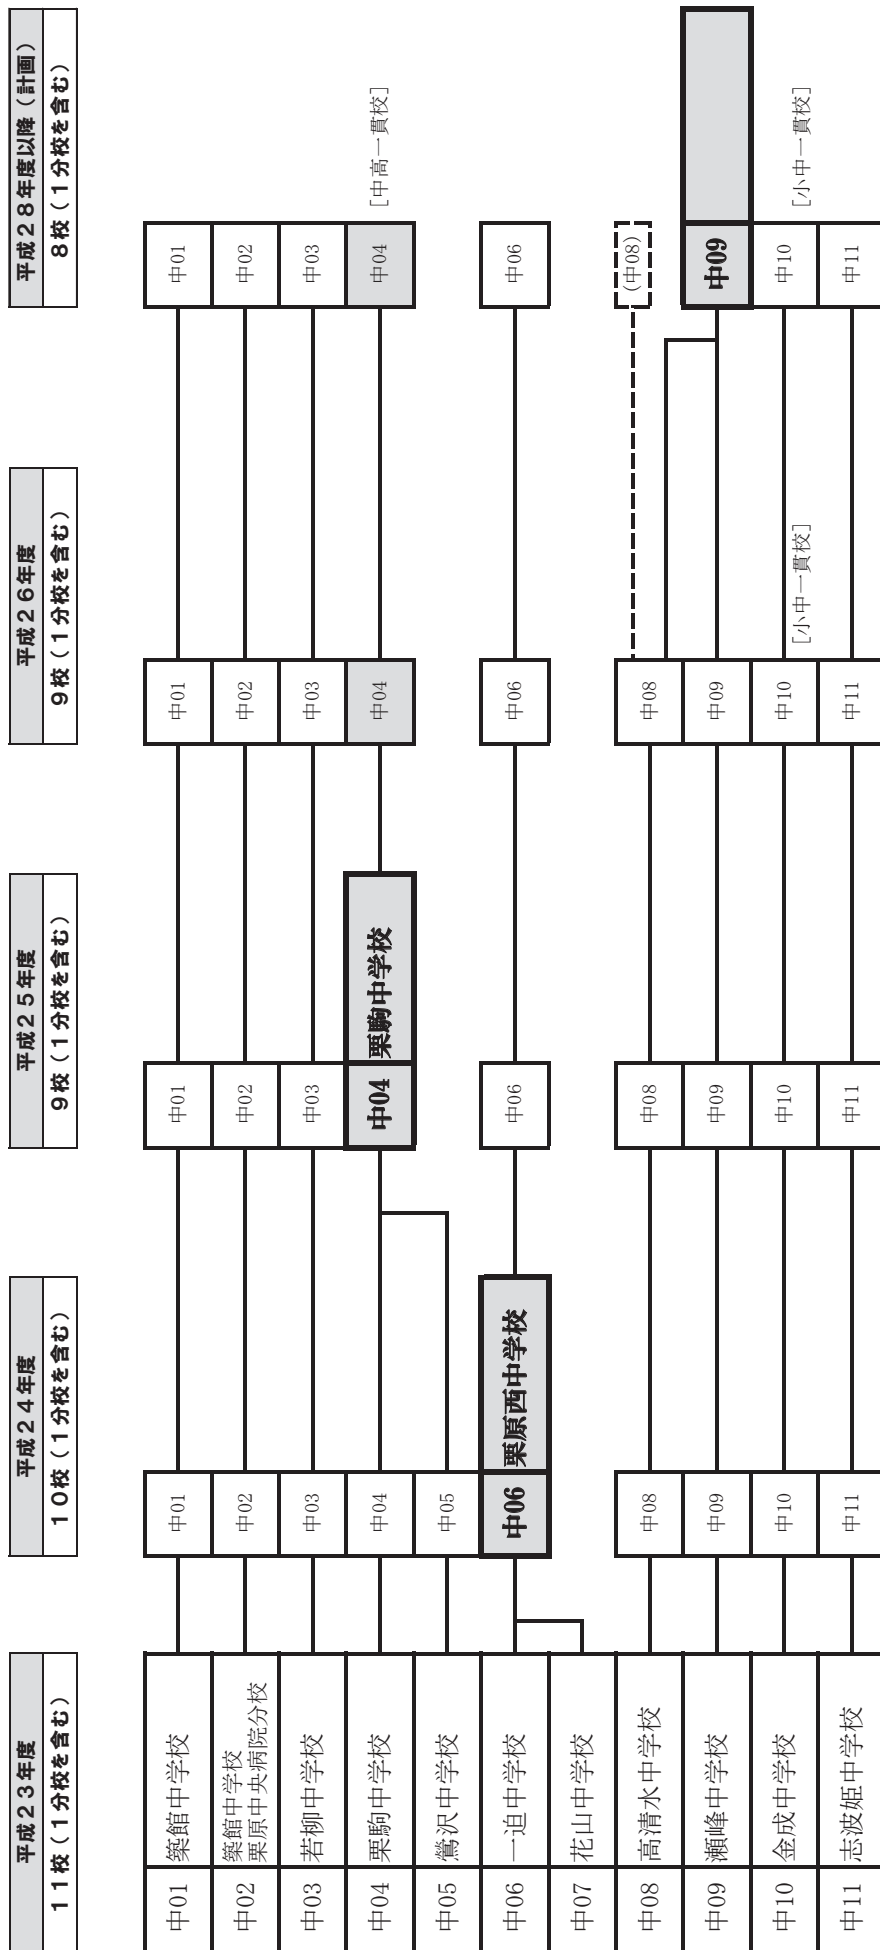 平成２３年度
１１校（１分校を含む）
中01
築館中学校
中02
築館中学校
栗原中央病院分校
中03
若柳中学校
中04
栗駒中学校
中05
鶯沢中学校
中06
一迫中学校
中07
花山中学校
中08
高清水中学校
中09
瀬峰中学校
中10
金成中学校
中11
志波姫中学校
平成２４年度
１０校（１分校を含む）
中01
中02
中03
中04
中05
中06
栗原西中学校
中08
中09
中10
中11
平成２５年度
９校（１分校を含む）
中01
中02
中03
中04
栗駒中学校
中06
中08
中09
中10
中11
平成２６年度
９校（１分校を含む）
中01
中02
中03
中04
中06
中08
中09
中10
［小中一貫校］
中11
平成２８年度以降（計画）
８校（１分校を含む）
中01
中02
中03
中04
［中高一貫校］
中06
（中08）
中09
中10
［小中一貫校］
中11